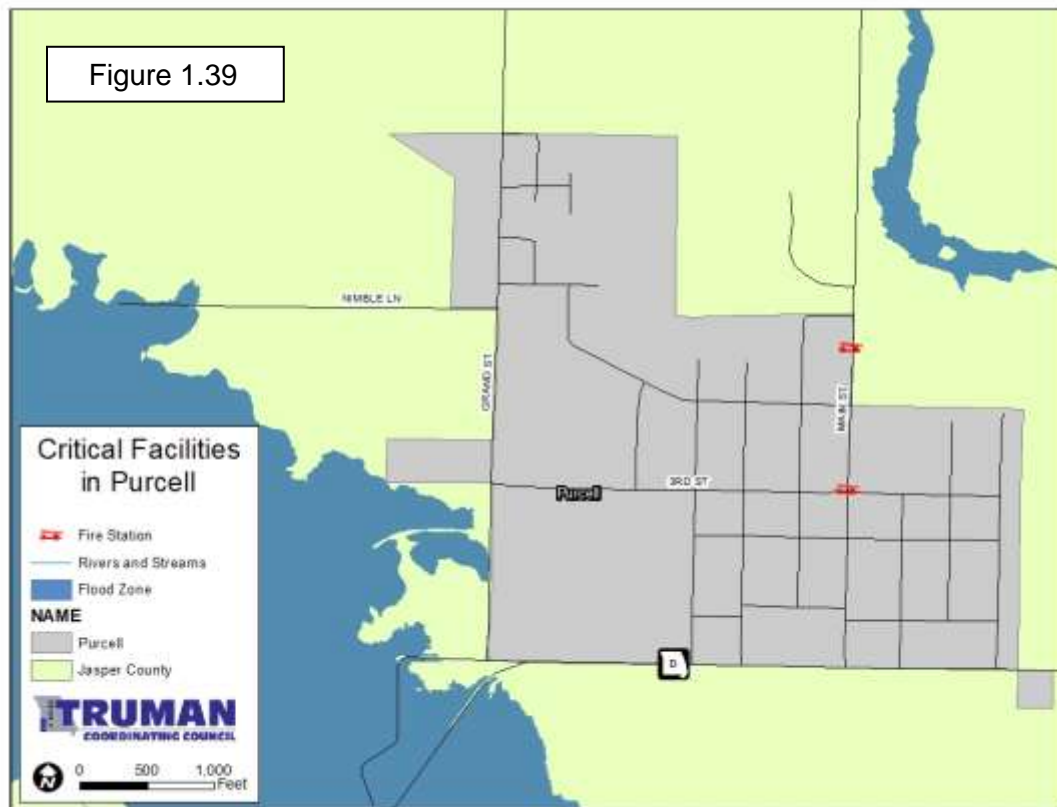 Figure 1.39
NIMBLE LN
GRAND ST
MAIN ST
3RD ST
Purcell
D
Critical Facilities
in Purcell
Fire Station
Rivers and Streams
Flood Zone
NAME
Purcell
Jasper County
TRUMAN
COORDINATING COUNCIL
N
0 500 1,000
Feet